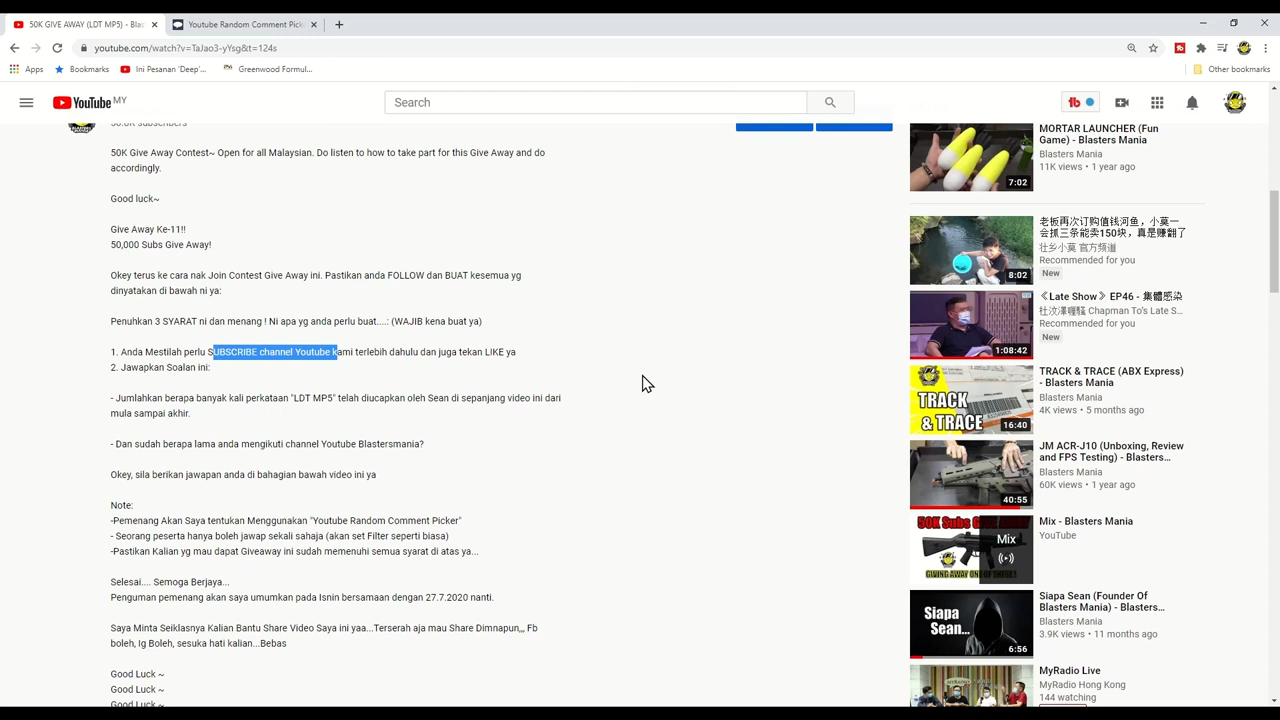 50K GIVE AWAY (LDT MP5) - Blas
Youtube Random Comment Pick
youtube.com/watch?v=TaJao3-yYsg&t=124s
Apps
Bookmarks
Ini Pesanan 'Deep'...
Greenwood Formul...
Other bookmarks
YouTube MY
Search
50K Give Away Contest~ Open for all Malaysian. Do listen to how to take part for this Give Away and do
accordingly.
Good luck~
Give Away Ke-11!!
50,000 Subs Give Away!
Okey terus ke cara nak Join Contest Give Away ini. Pastikan anda FOLLOW dan BUAT kesemua yg
dinyatakan di bawah ni ya:
Penuhkan 3 SYARAT ni dan menang ! Ni apa yg anda perlu buat....: (WAJIB kena buat ya)
1. Anda Mestilah perlu SUBSCRIBE channel Youtube kami terlebih dahulu dan juga tekan LIKE ya
2. Jawapkan Soalan ini:
- Jumlahkan berapa banyak kali perkataan "LDT MP5" telah diucapkan oleh Sean di sepanjang video ini dari
mula sampai akhir.
- Dan sudah berapa lama anda mengikuti channel Youtube Blastersmania?
Okey, sila berikan jawapan anda di bahagian bawah video ini ya
Note:
-Pemenang Akan Saya tentukan Menggunakan "Youtube Random Comment Picker"
- Seorang peserta hanya boleh jawap sekali sahaja (akan set Filter seperti biasa)
-Pastikan Kalian yg mau dapat Giveaway ini sudah memenuhi semua syarat di atas ya...
Selesai.... Semoga Berjaya...
Penguman pemenang akan saya umumkan pada Isnin bersamaan dengan 27.7.2020 nanti.
Saya Minta Seiklasnya Kalian Bantu Share Video Saya ini yaa...Terserah aja mau Share Dimnapun,,, Fb
boleh, Ig Boleh, sesuka hati kalian...Bebas
Good Luck ~
Good Luck ~
Good Luck ~
MORTAR LAUNCHER (Fun
Game) - Blasters Mania
Blasters Mania
11K views • 1 year ago
7:02
老板再次订购值钱河鱼，小莫一
会抓三条能卖150块，真是赚翻了
壮乡小莫 官方频道
Recommended for you
New
8:02
《Late Show》EP46 - 集體感染
Recommended for you
New
1:08:42
TRACK & TRACE (ABX Express)
- Blasters Mania
Blasters Mania
4K views • 5 months ago
TRACK
& TRACE
16:40
JM ACR-J10 (Unboxing, Review
and FPS Testing) - Blasters...
Blasters Mania
60K views • 1 year ago
40:55
Mix - Blasters Mania
YouTube
50K Subs GIVE AWAY
Mix
Siapa Sean (Founder Of
Blasters Mania) - Blasters...
Blasters Mania
3.9K views • 11 months ago
Siapa
Sean...
6:56
MyRadio Live
MyRadio Hong Kong
144 watching